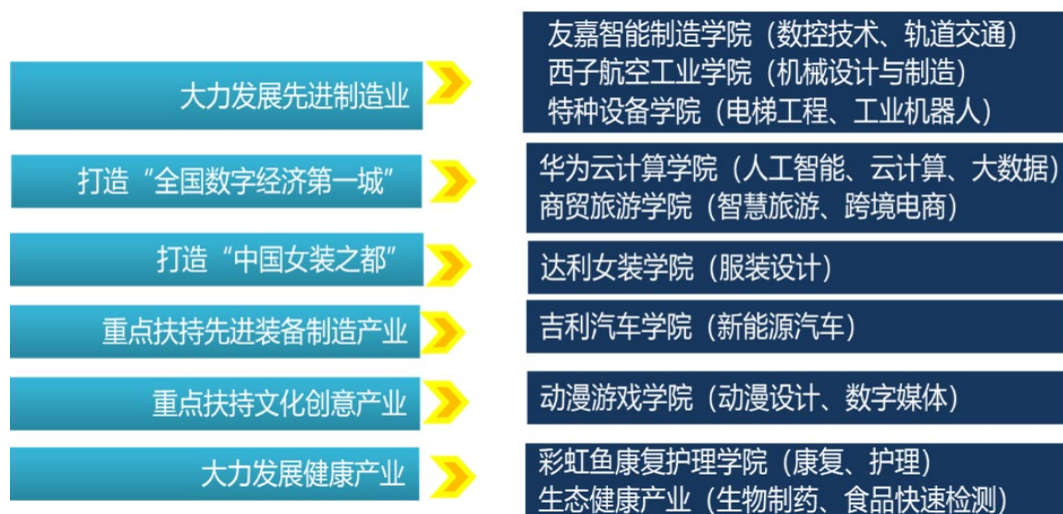 大力发展先进制造业
友嘉智能制造学院（数控技术、轨道交通）
西子航空工业学院（机械设计与制造）
特种设备学院（电梯工程、工业机器人）
打造“全国数字经济第一城”
华为云计算学院（人工智能、云计算、大数据）
商贸旅游学院（智慧旅游、跨境电商）
打造“中国女装之都”
达利女装学院（服装设计）
重点扶持先进装备制造产业
吉利汽车学院（新能源汽车）
重点扶持文化创意产业
动漫游戏学院（动漫设计、数字媒体）
大力发展健康产业
彩虹鱼康复护理学院（康复、护理）
生态健康产业（生物制药、食品快速检测）